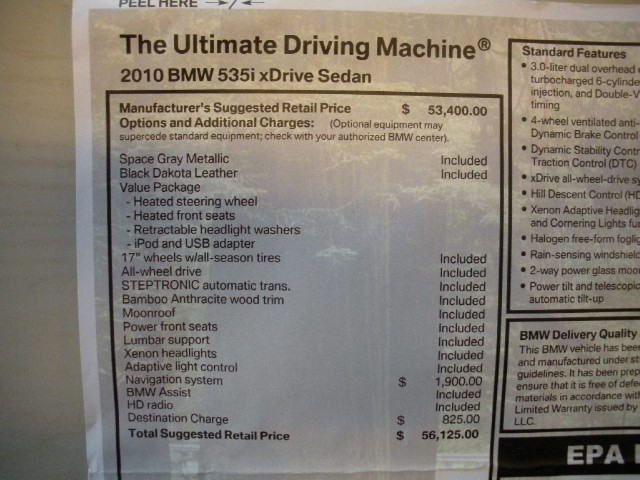 PEEL HERE
The Ultimate Driving Machine®
2010 BMW 535i xDrive Sedan
Manufacturer's Suggested Retail Price $ 53,400.00
Options and Additional Charges: (Optional equipment may
supercede standard equipment; check with your authorized BMW center).
Space Gray Metallic Included
Black Dakota Leather Included
Value Package
- Heated steering wheel
- Heated front seats
- Retractable headlight washers
- iPod and USB adapter
17" wheels w/all-season tires Included
All-wheel drive Included
STEPTRONIC automatic trans. Included
Bamboo Anthracite wood trim Included
Moonroof Included
Power front seats Included
Lumbar support Included
Xenon headlights Included
Adaptive light control Included
Navigation system $ 1,900.00
BMW Assist Included
HD radio Included
Destination Charge $ 825.00
Total Suggested Retail Price $ 56,125.00
Standard Features
• 3.0-liter dual overhead
turbocharged 6-cylinde
injection, and Double-V
timing
• 4-wheel ventilated anti-
Dynamic Brake Control
• Dynamic Stability Contr
Traction Control (DTC)
• xDrive all-wheel-drive sy
• Hill Descent Control (HD
• Xenon Adaptive Headlig
and Cornering Lights fu
• Halogen free-form foglig
• Rain-sensing windshield
• 2-way power glass moo
• Power tilt and telescopic
automatic tilt-up
BMW Delivery Quality
This BMW vehicle has bee
and manufactured under st
guidelines. It has been prep
ensure that it is free of defe
materials in accordance wit
Limited Warranty issued by
LLC.
EPA